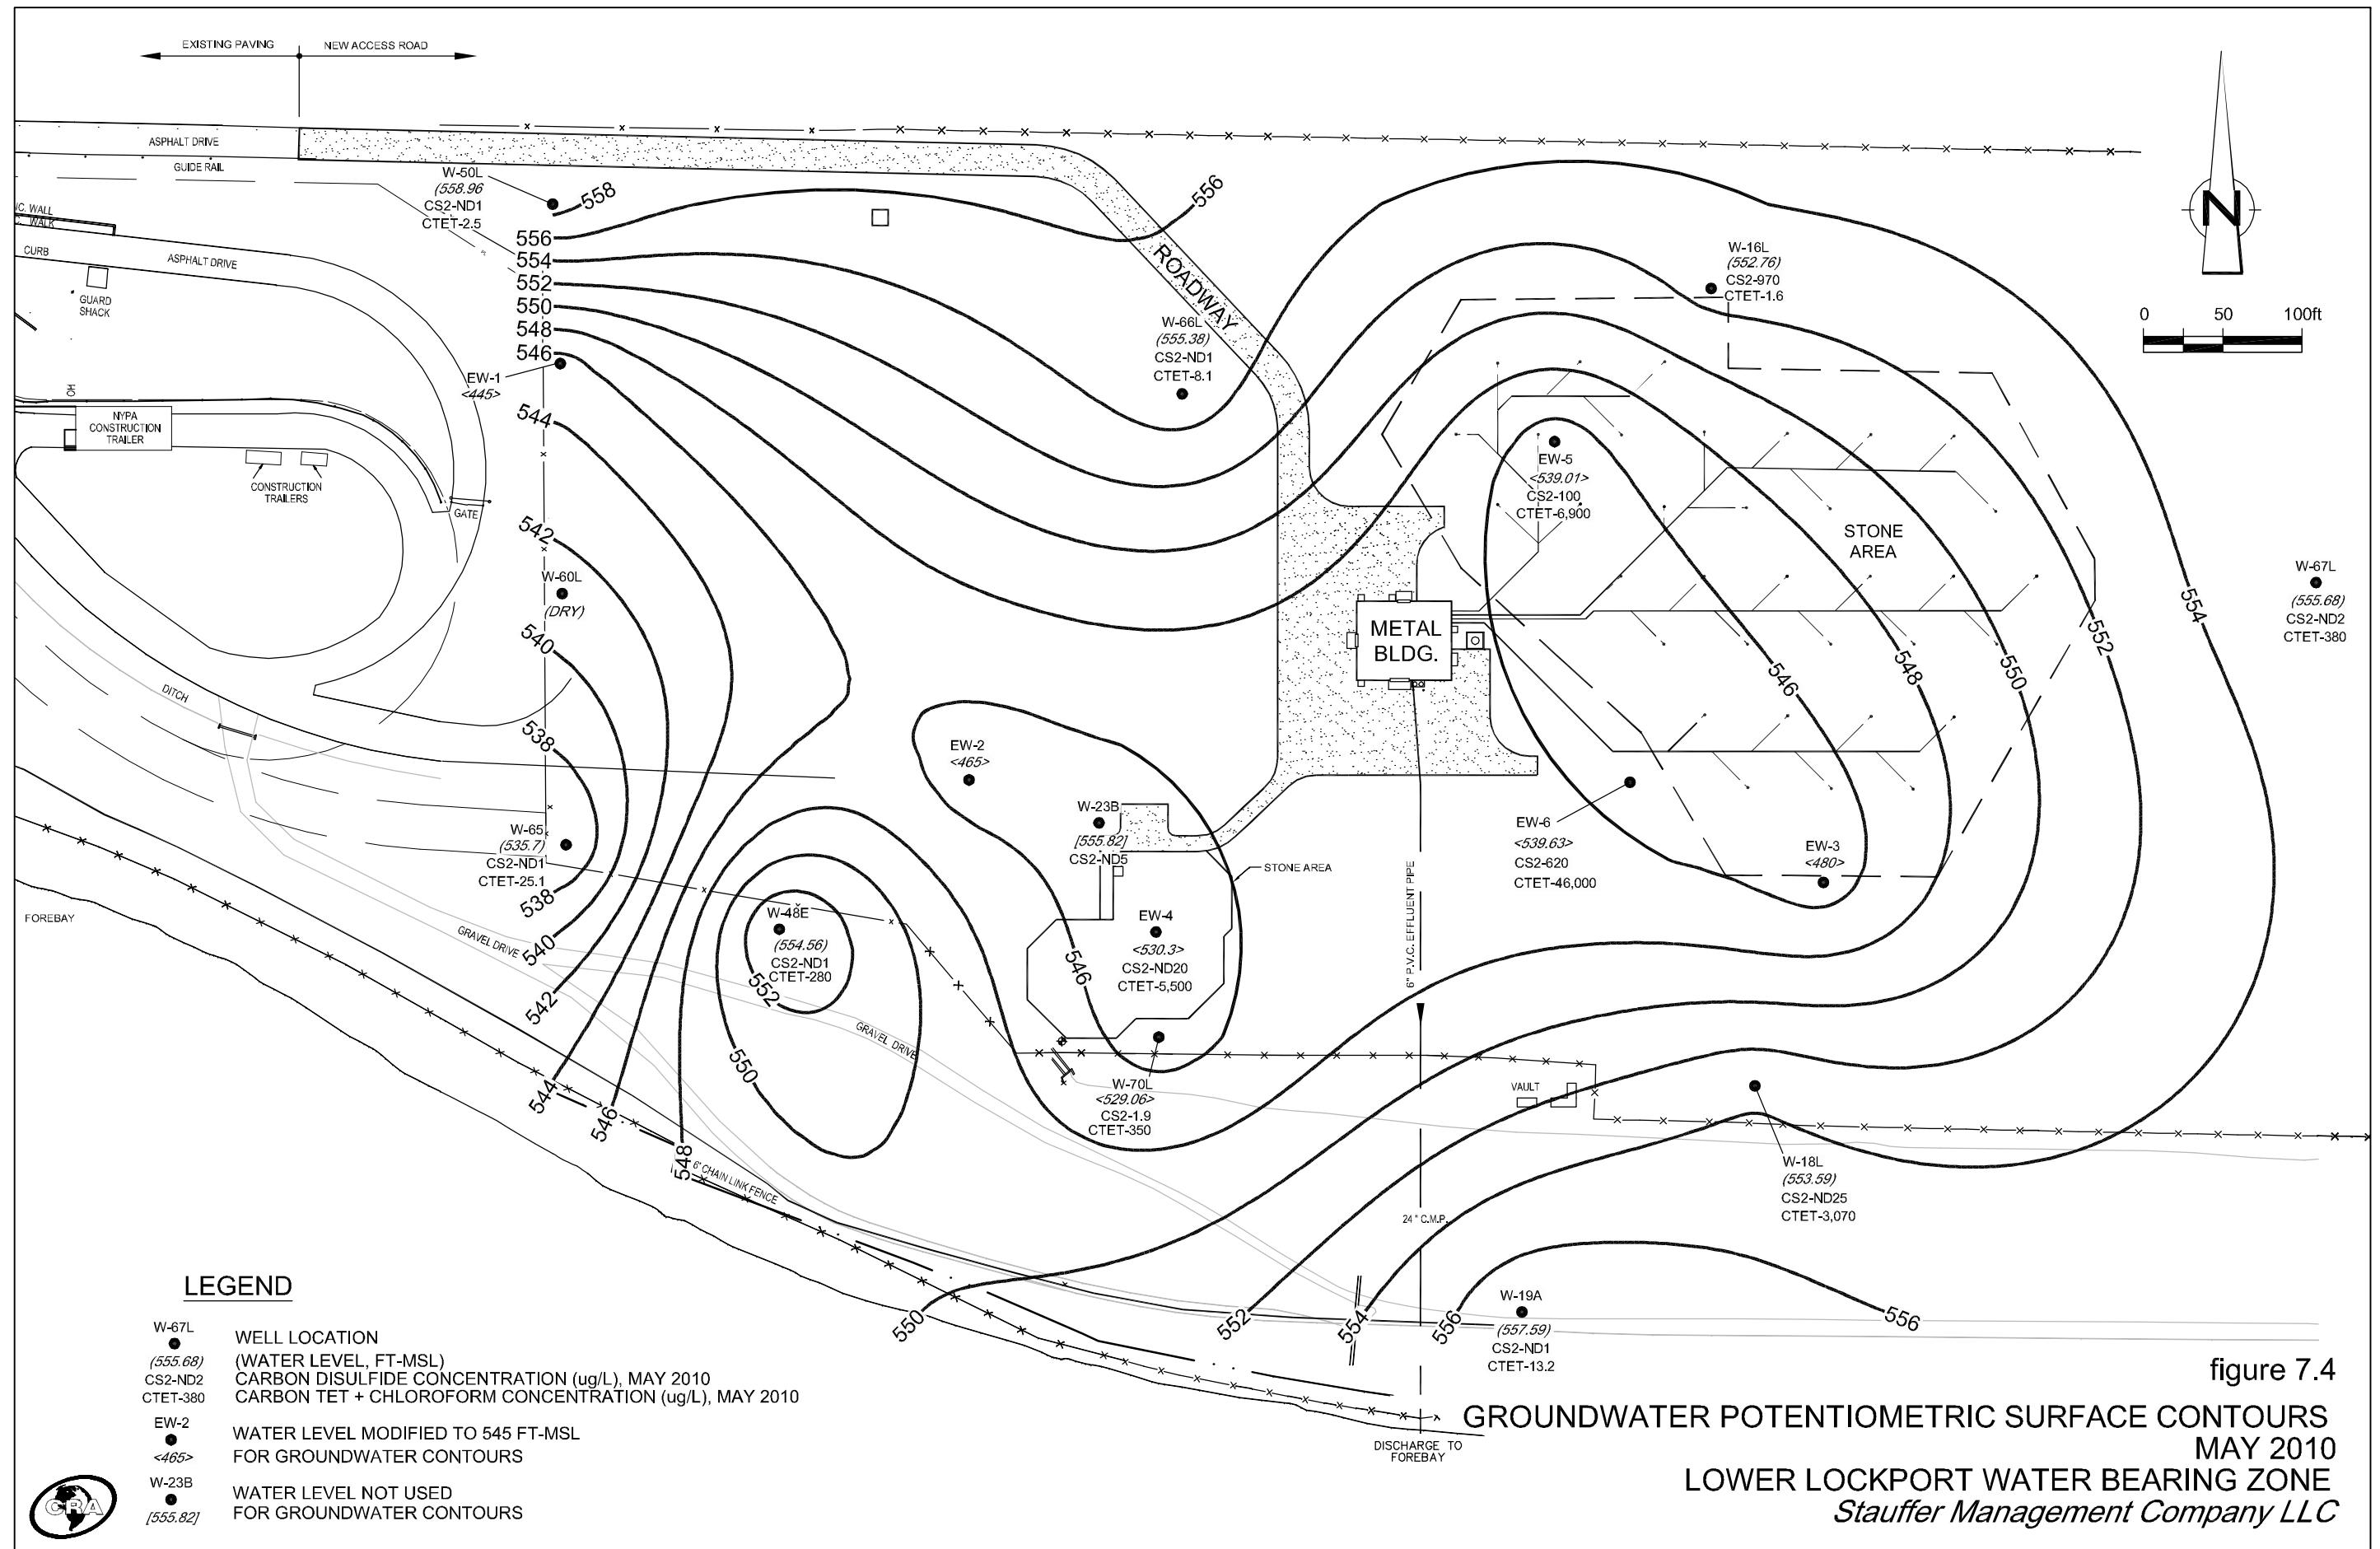 EXISTING PAVING
NEW ACCESS ROAD
ASPHALT DRIVE
GUIDE RAIL
W-50L
(558.96
CS2-ND1
CTET-2.5
558
556
556
554
552
550
548
546
C. WALL
WALK
CURB
ASPHALT DRIVE
GUARD
SHACK
ROADWAY
N
0 50 100ft
W-16L
(552.76)
CS2-970
CTET-1.6
W-66L
(555.38)
CS2-ND1
CTET-8.1
EW-1
<445>
OH
NYPA
CONSTRUCTION
TRAILER
CONSTRUCTION
TRAILERS
GATE
544
542
EW-5
<539.01>
CS2-100
CTET-6,900
STONE
AREA
W-60L
(DRY)
540
538
METAL
BLDG.
546
548
550
552
554
W-67L
(555.68)
CS2-ND2
CTET-380
DITCH
EW-2
<465>
W-23B
[555.82]
CS2-ND5
STONE AREA
W-65
(535.7)
CS2-ND1
CTET-25.1
538
EW-6
<539.63>
CS2-620
CTET-46,000
EW-3
<480>
6" P.V.C. EFFLUENT PIPE
FOREBAY
GRAVEL DRIVE
540
542
544
546
548
W-48E
(554.56)
CS2-ND1
CTET-280
552
550
GRAVEL DRIVE
546
EW-4
<530.3>
CS2-ND20
CTET-5,500
W-70L
<529.06>
CS2-1.9
CTET-350
VAULT
W-18L
(553.59)
CS2-ND25
CTET-3,070
6' CHAIN LINK FENCE
24" C.M.P.
550
552
554
556
556
W-19A
(557.59)
CS2-ND1
CTET-13.2
DISCHARGE TO
FOREBAY
LEGEND
W-67L
WELL LOCATION
(555.68) (WATER LEVEL, FT-MSL)
CS2-ND2 CARBON DISULFIDE CONCENTRATION (ug/L), MAY 2010
CTET-380 CARBON TET + CHLOROFORM CONCENTRATION (ug/L), MAY 2010
EW-2
WATER LEVEL MODIFIED TO 545 FT-MSL
<465> FOR GROUNDWATER CONTOURS
W-23B
WATER LEVEL NOT USED
[555.82] FOR GROUNDWATER CONTOURS
CRA
figure 7.4
GROUNDWATER POTENTIOMETRIC SURFACE CONTOURS
MAY 2010
LOWER LOCKPORT WATER BEARING ZONE
Stauffer Management Company LLC